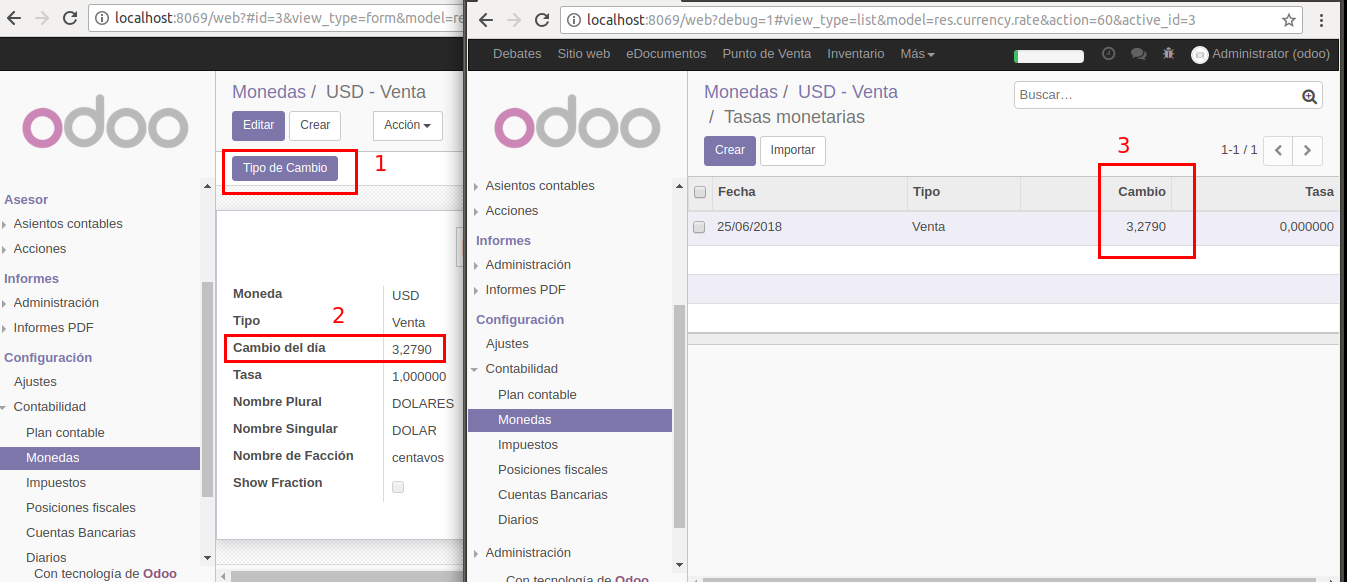 localhost:8069/web?#id=3&view_type=form&model=re
odoo
Asesor
Asientos contables
Acciones
Informes
Administración
Informes PDF
Configuración
Ajustes
Contabilidad
Plan contable
Monedas
Impuestos
Posiciones fiscales
Cuentas Bancarias
Diarios
Con tecnología de Odoo
Monedas / USD - Venta
Editar Crear Acción
Tipo de Cambio 1
2
Moneda USD
Tipo Venta
Cambio del día 3,2790
Tasa 1,000000
Nombre Plural DOLARES
Nombre Singular DOLAR
Nombre de Facción centavos
Show Fraction
localhost:8069/web?debug=1#view_type=list&model=res.currency.rate&action=60&active_id=3
Debates Sitio web eDocumentos Punto de Venta Inventario Más Administrator (odoo)
odoo
Asientos contables
Acciones
Informes
Administración
Informes PDF
Configuración
Ajustes
Contabilidad
Plan contable
Monedas
Impuestos
Posiciones fiscales
Cuentas Bancarias
Diarios
Administración
Con tecnología de Odoo
Monedas / USD - Venta
/ Tasas monetarias
Buscar...
Crear Importar
1-1 / 1
3
Fecha Tipo Cambio Tasa
25/06/2018 Venta 3,2790 0,000000